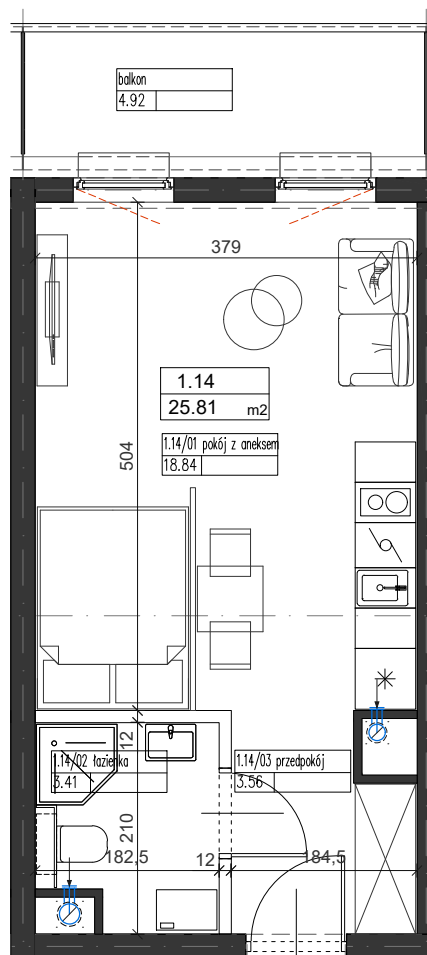 balkon
4.92
379
1.14
25.81 m2
1.14/01 pokój z aneksem
18.84
504
12
1.14/02 łazienka
3.41
1.14/03 przedpokój
3.56
210
182,5
12
184,5